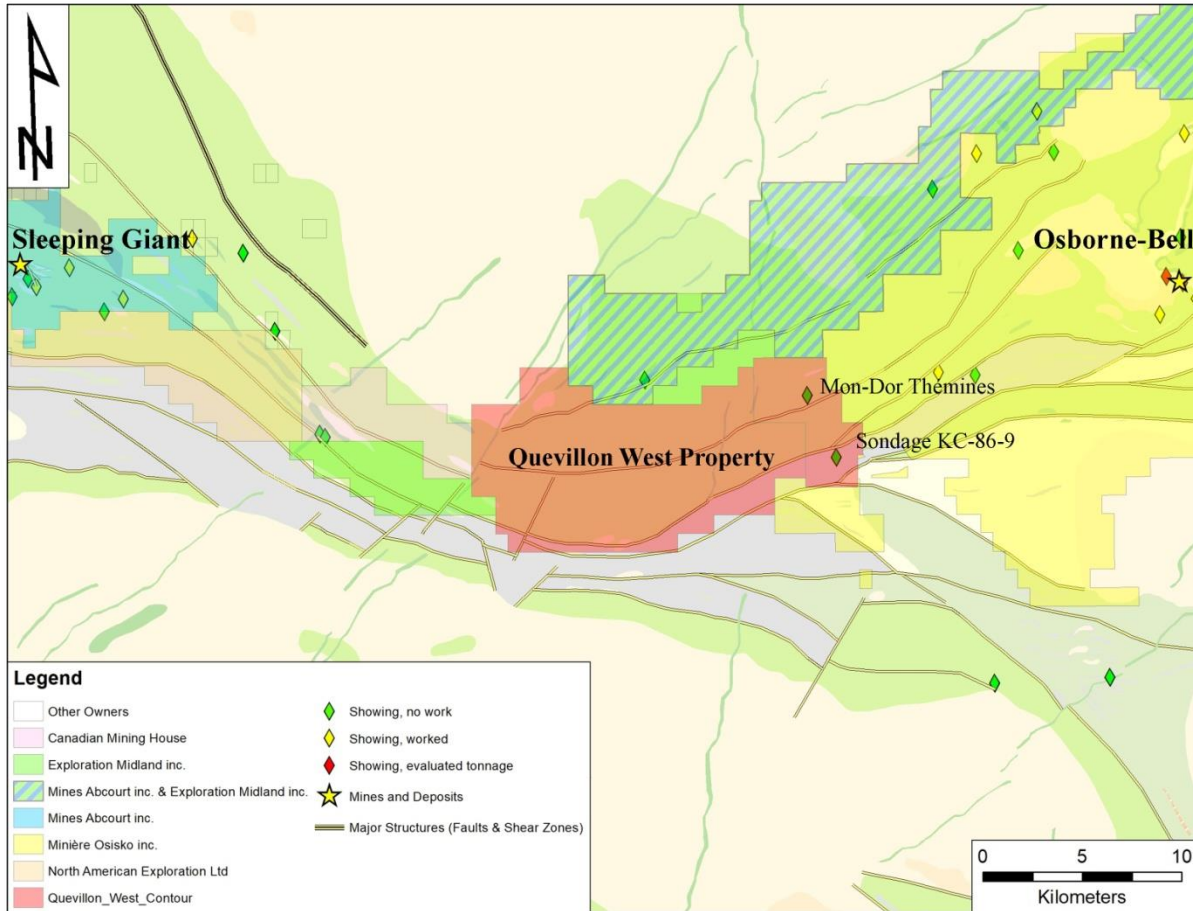 N
Sleeping Giant
Osborne-Bell
Mon-Dor Thémines
Sondage KC-86-9
Quevillon West Property
Legend
Other Owners
Canadian Mining House
Exploration Midland inc.
Mines Abcourt inc. & Exploration Midland inc.
Mines Abcourt inc.
Minière Osisko inc.
North American Exploration Ltd
Quevillon_West_Contour
Showing, no work
Showing, worked
Showing, evaluated tonnage
Mines and Deposits
Major Structures (Faults & Shear Zones)
0 5 10
Kilometers